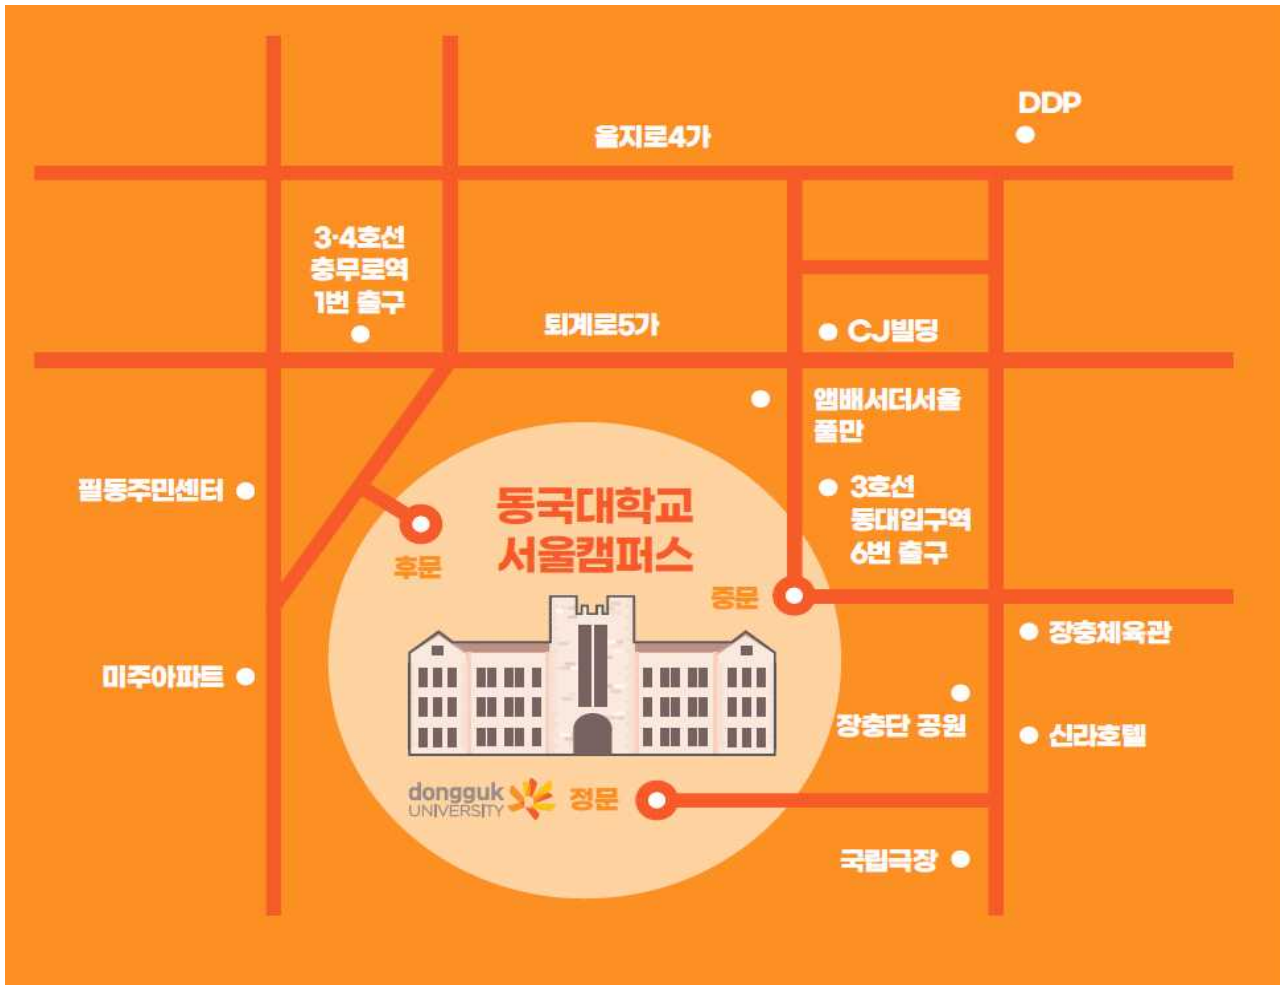 DDP
을지로4가
3·4호선
충무로역
1번 출구
퇴계로5가
CJ빌딩
앰배서더서울
풀만
필동주민센터
3호선
동대입구역
6번 출구
동국대학교
서울캠퍼스
후문
중문
장충체육관
미주아파트
장충단 공원
신라호텔
dongguk
UNIVERSITY
정문
국립극장